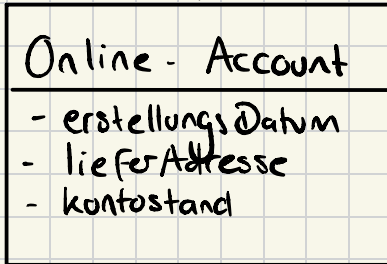 Online - Account
- erstellungsDatum
- lieferAdresse
- kontostand